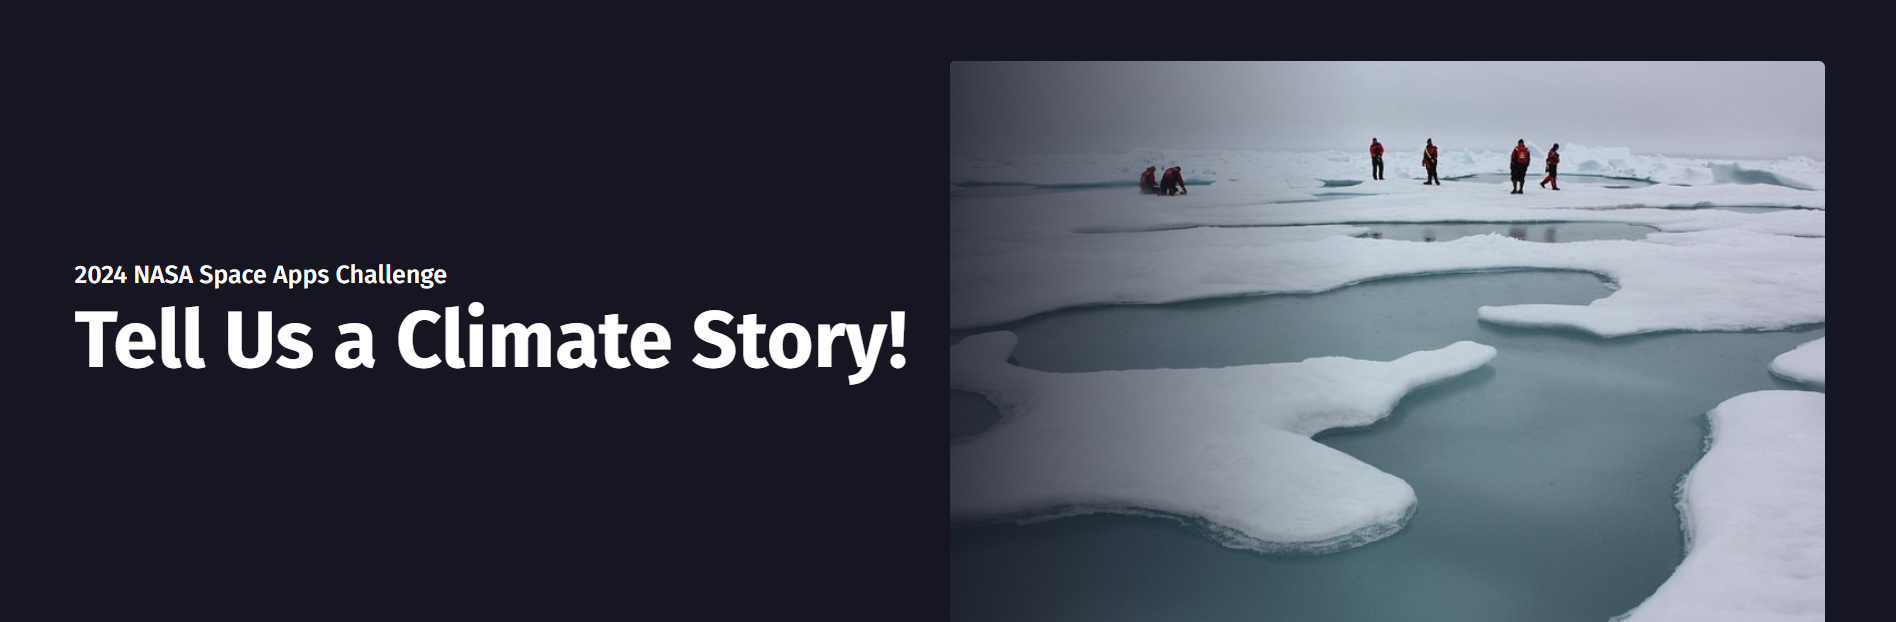 2024 NASA Space Apps Challenge
Tell Us a Climate Story!